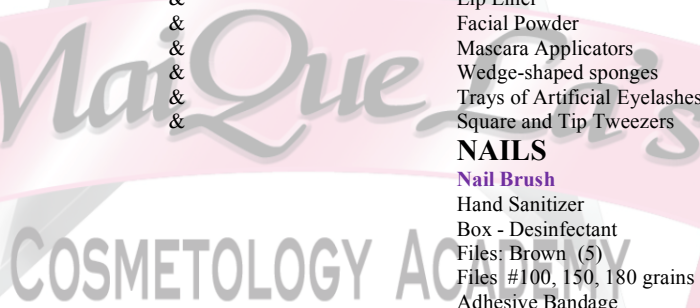 & Lip Liner
& Facial Powder
& Mascara Applicators
& Wedge-shaped sponges
& Trays of Artificial Eyelashes
& Square and Tip Tweezers
NAILS
Nail Brush
Hand Sanitizer
Box - Desinfectant
Files: Brown (5)
Files #100, 150, 180 grains
Adhesive Bandage
MaiQueLa's
COSMETOLOGY ACADEMY